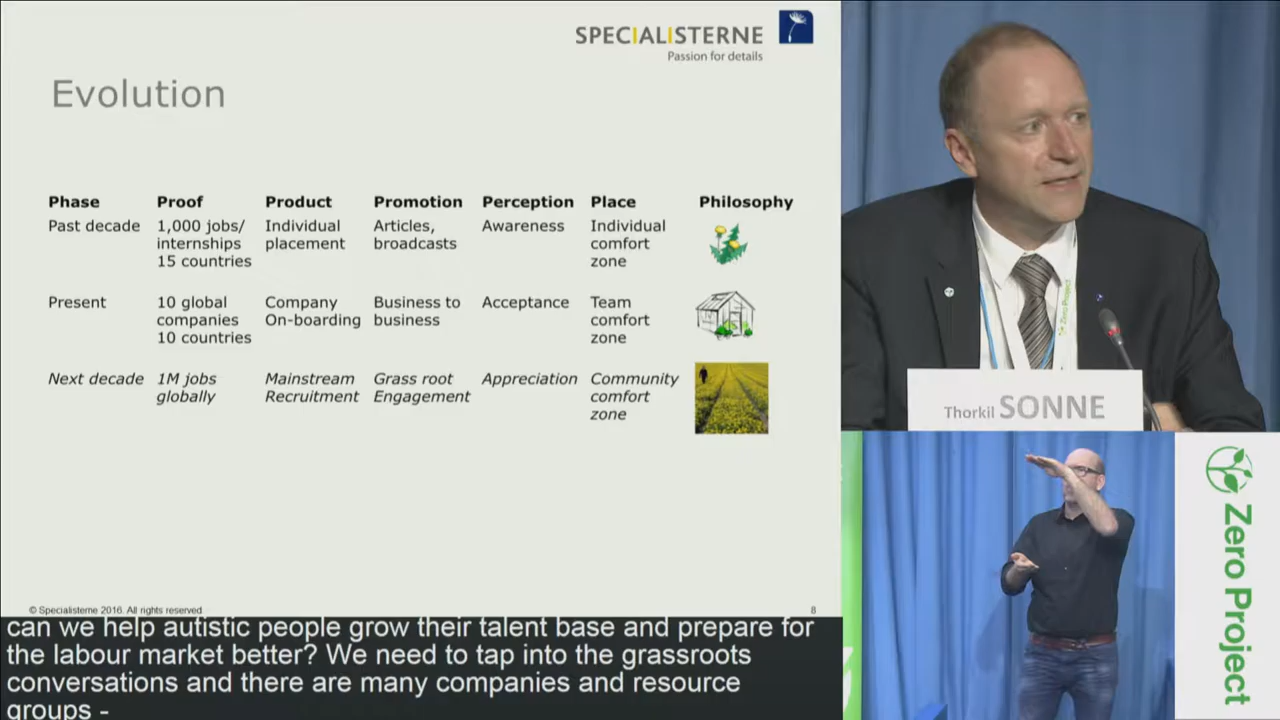 SPECIALISTERNE
Passion for details
Evolution
Phase Proof Product Promotion Perception Place Philosophy
Past decade 1,000 jobs/ Individual Articles, Awareness Individual
internships placement broadcasts comfort
15 countries zone
Present 10 global Company Business to Acceptance Team
companies On-boarding business comfort
10 countries zone
Next decade 1M jobs Mainstream Grass root Appreciation Community
globally Recruitment Engagement comfort
zone
© Specialisterne 2016. All rights reserved 8
Zero Project
Thorkil SONNE
Zero Project
can we help autistic people grow their talent base and prepare for
the labour market better? We need to tap into the grassroots
conversations and there are many companies and resource
groups -